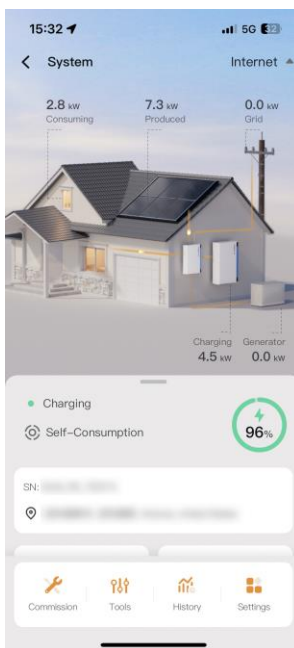 15:32 5G 32
System Internet
2.8 kW 7.3 kW 0.0 kW
Consuming Produced Grid
Charging Generator
4.5 kW 0.0 kW
Charging
Self-Consumption
96%
SN:
Commission Tools History Settings